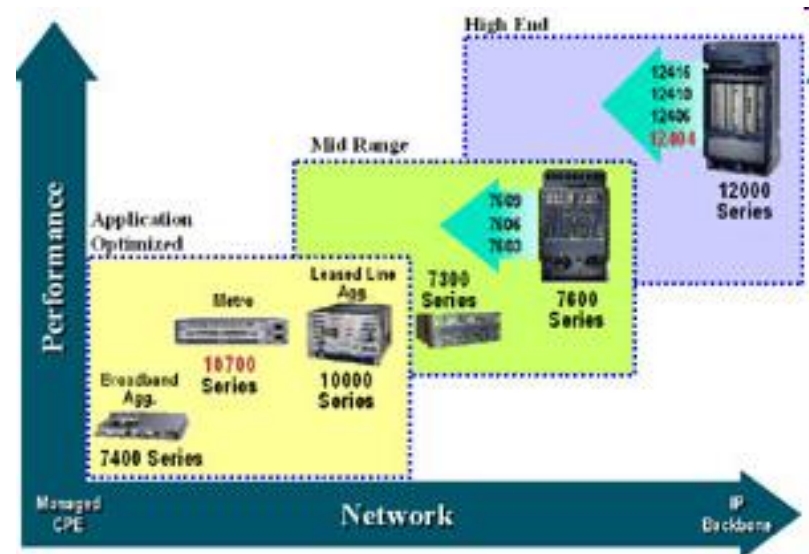 High End
12416
12410
12406
12404
12000
Series
Mid Range
7609
7606
7603
7600
Series
7300
Series
Application
Optimized
Leased Line
Agg
10000
Series
Metro
10700
Series
Broadband
Agg.
7400 Series
Performance
Managed
CPE
Network
IP
Backbone